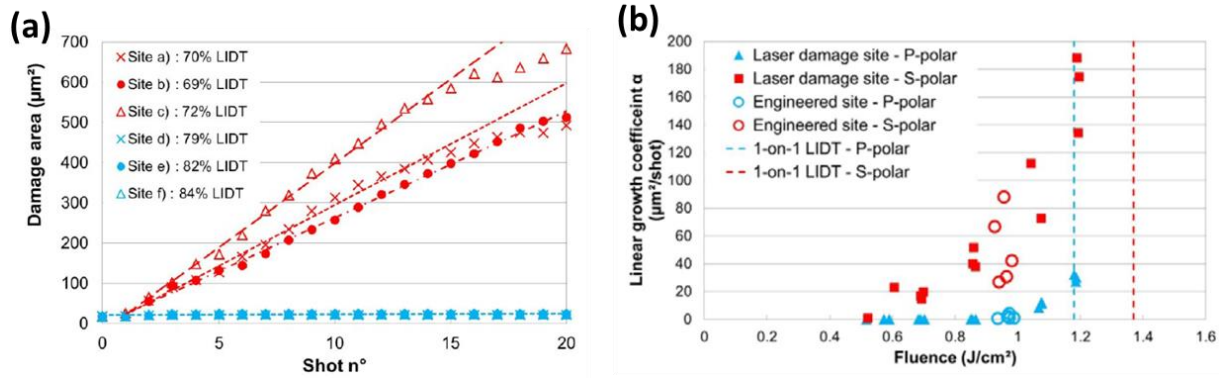 (a)
700
600
500
400
300
200
100
0
Damage area (μm²)
Site a) : 70% LIDT
Site b) : 69% LIDT
Site c) : 72% LIDT
Site d) : 79% LIDT
Site e) : 82% LIDT
Site f) : 84% LIDT
0 5 10 15 20
Shot n°
(b)
200
180
160
140
120
100
80
60
40
20
0
Linear growth coefficeint α
(μm²/shot)
Laser damage site - P-polar
Laser damage site - S-polar
Engineered site - P-polar
Engineered site - S-polar
1-on-1 LIDT - P-polar
1-on-1 LIDT - S-polar
0 0.2 0.4 0.6 0.8 1 1.2 1.4 1.6
Fluence (J/cm²)